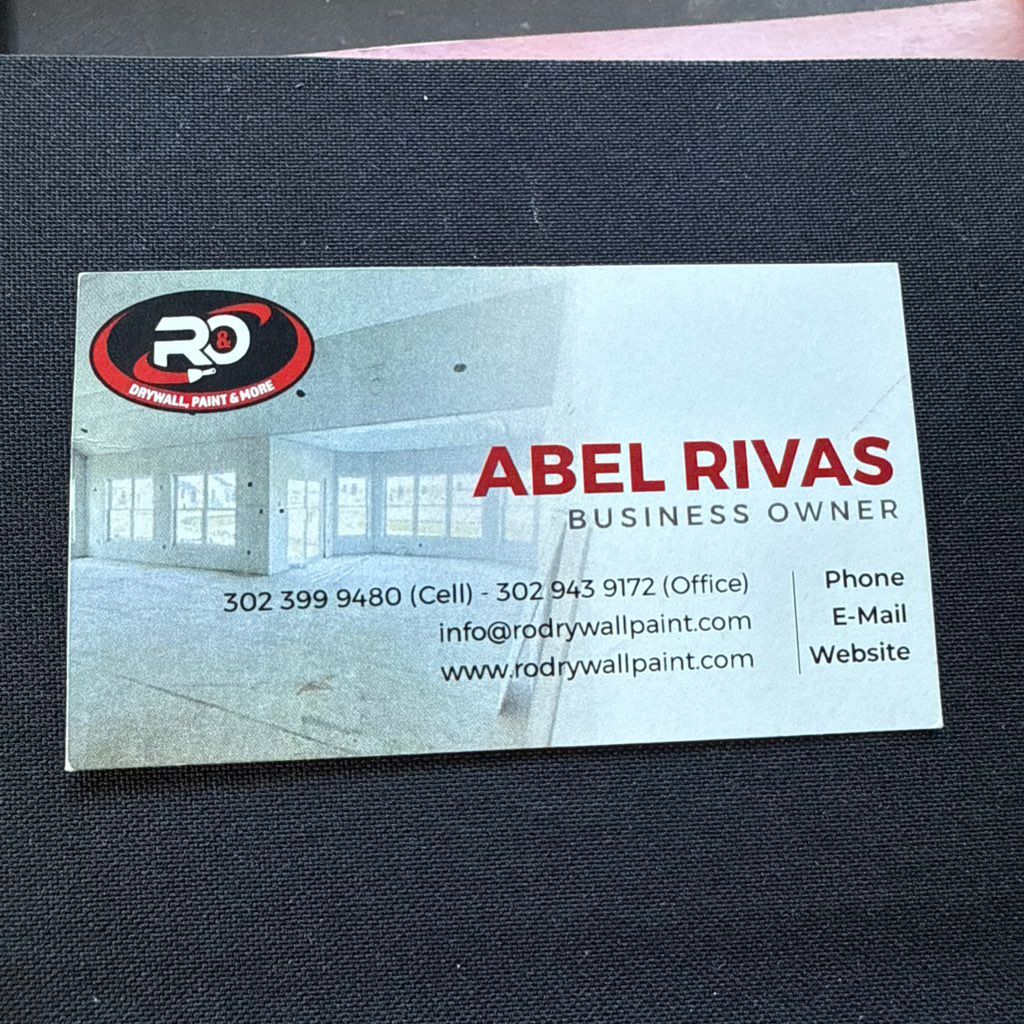 R&O
DRYWALL, PAINT & MORE
ABEL RIVAS
BUSINESS OWNER
302 399 9480 (Cell) - 302 943 9172 (Office) Phone
info@rodrywallpaint.com E-Mail
www.rodrywallpaint.com Website